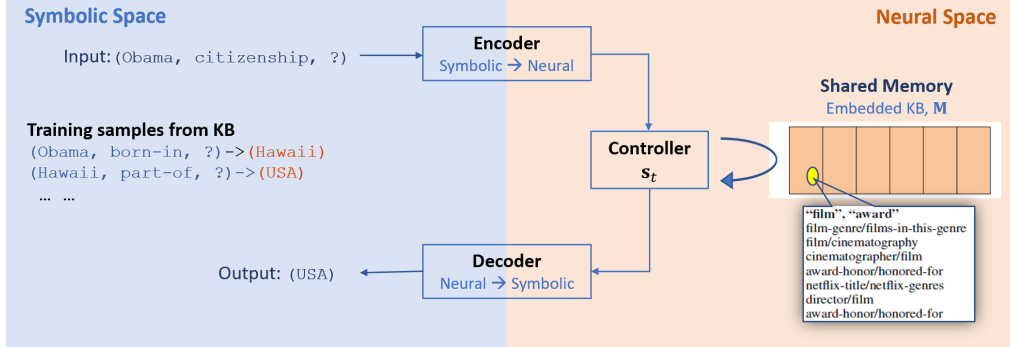 Symbolic Space
Neural Space
Input: (Obama, citizenship, ?)
Encoder
Symbolic → Neural
Shared Memory
Embedded KB, M
Training samples from KB
(Obama, born-in, ?)->(Hawaii)
(Hawaii, part-of, ?)->(USA)
… …
Controller
s_t
“film”, “award”
film-genre/films-in-this-genre
film/cinematography
cinematographer/film
award-honor/honored-for
netflix-title/netflix-genres
director/film
award-honor/honored-for
Output: (USA)
Decoder
Neural → Symbolic